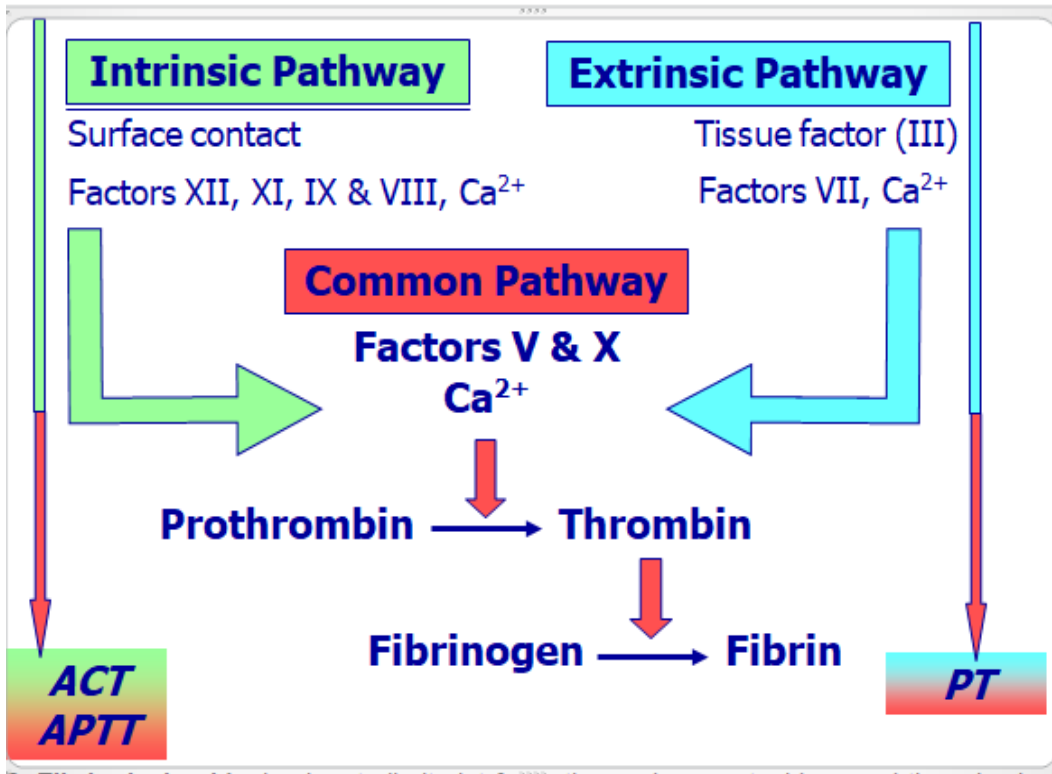 Intrinsic Pathway
Surface contact
Factors XII, XI, IX & VIII, Ca²⁺
Extrinsic Pathway
Tissue factor (III)
Factors VII, Ca²⁺
Common Pathway
Factors V & X
Ca²⁺
Prothrombin
Thrombin
Fibrinogen
Fibrin
ACT
APTT
PT